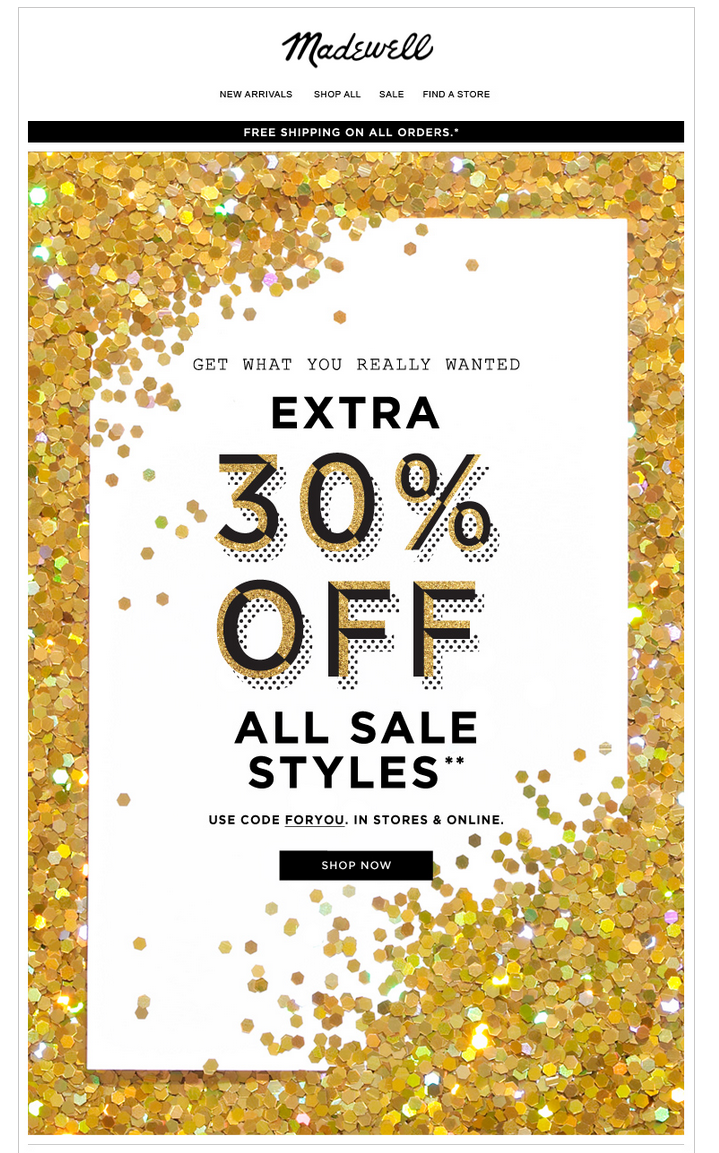 Madewell
NEW ARRIVALS SHOP ALL SALE FIND A STORE
FREE SHIPPING ON ALL ORDERS.*
GET WHAT YOU REALLY WANTED
EXTRA
30%
OFF
ALL SALE
STYLES**
USE CODE FORYOU. IN STORES & ONLINE.
SHOP NOW